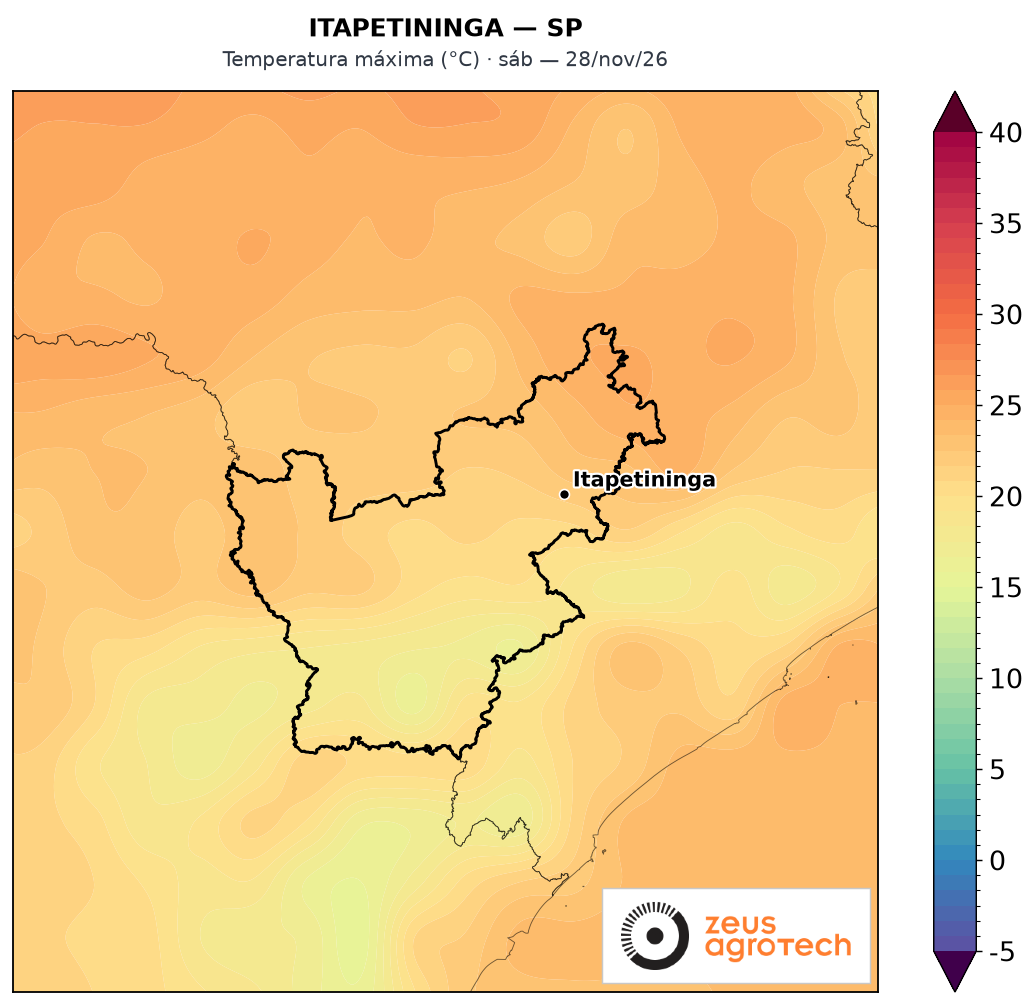 ITAPETININGA — SP
Temperatura máxima (°C) · sáb — 28/nov/26
40
35
30
25
20
15
10
5
0
-5
Itapetininga
zeus
agrotech